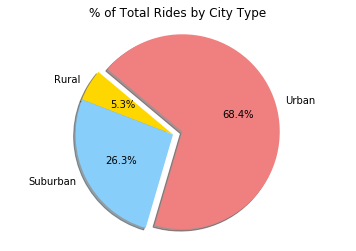 % of Total Rides by City Type
Rural
5.3%
Urban
68.4%
26.3%
Suburban